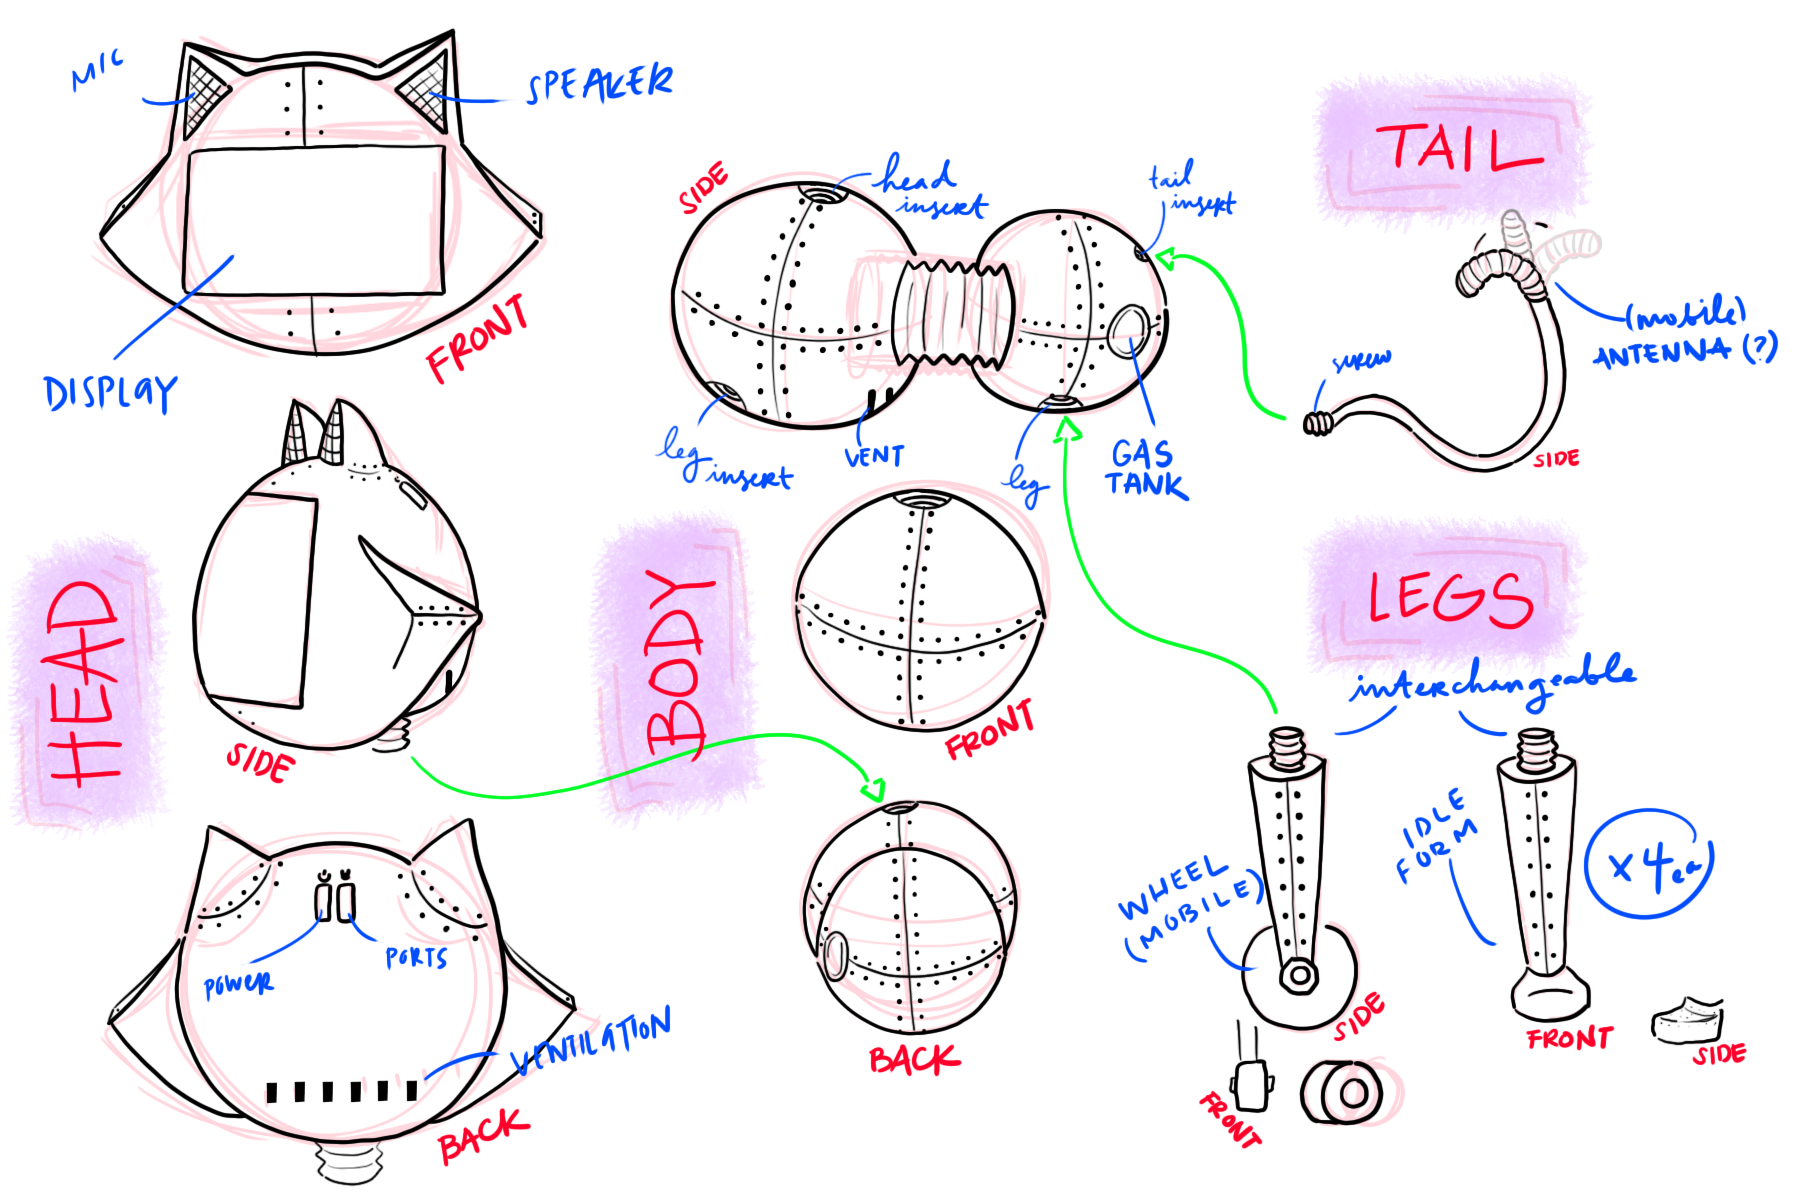 MIC
SPEAKER
DISPLAY
FRONT
HEAD
SIDE
POWER
PORTS
VENTILATION
BACK
BODY
SIDE
head
insert
tail
insert
leg
insert
VENT
leg
GAS
TANK
FRONT
BACK
TAIL
(mobile)
ANTENNA (?)
screw
SIDE
LEGS
interchangeable
WHEEL
(MOBILE)
SIDE
FRONT
IDLE
FORM
x4ea
FRONT
SIDE